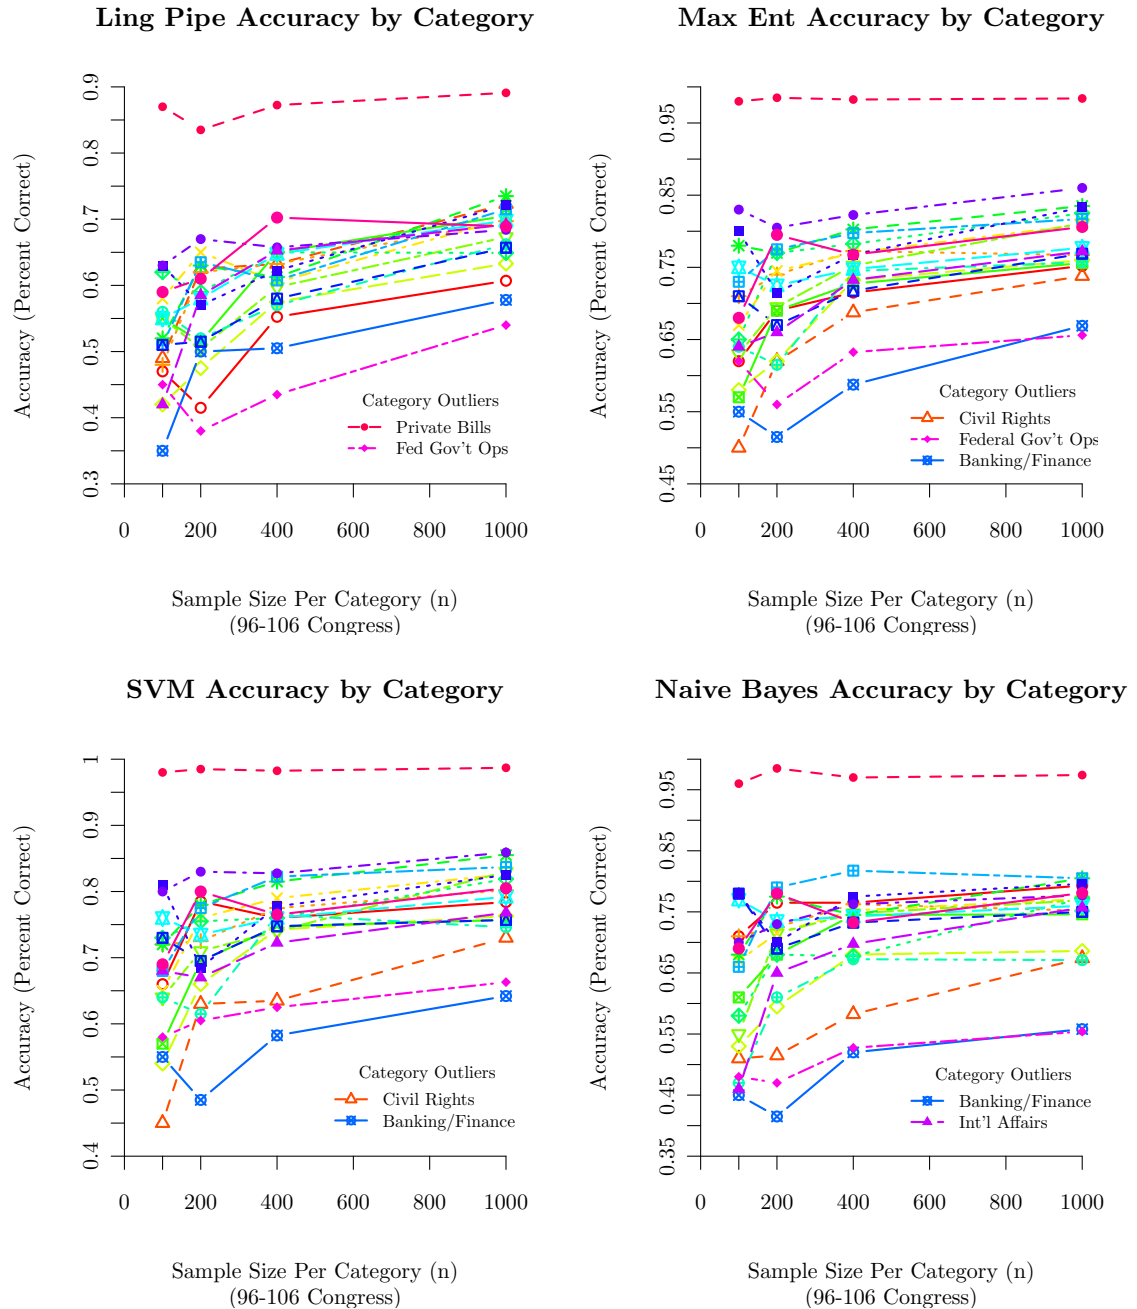 Ling Pipe Accuracy by Category
Accuracy (Percent Correct)
0.9
0.8
0.7
0.6
0.5
0.4
0.3
Category Outliers
Private Bills
Fed Gov't Ops
0 200 400 600 800 1000
Sample Size Per Category (n)
(96-106 Congress)
Max Ent Accuracy by Category
Accuracy (Percent Correct)
0.95
0.85
0.75
0.65
0.55
0.45
Category Outliers
Civil Rights
Federal Gov't Ops
Banking/Finance
0 200 400 600 800 1000
Sample Size Per Category (n)
(96-106 Congress)
SVM Accuracy by Category
Accuracy (Percent Correct)
1
0.9
0.8
0.7
0.6
0.5
0.4
Category Outliers
Civil Rights
Banking/Finance
0 200 400 600 800 1000
Sample Size Per Category (n)
(96-106 Congress)
Naive Bayes Accuracy by Category
Accuracy (Percent Correct)
0.95
0.85
0.75
0.65
0.55
0.45
0.35
Category Outliers
Banking/Finance
Int'l Affairs
0 200 400 600 800 1000
Sample Size Per Category (n)
(96-106 Congress)